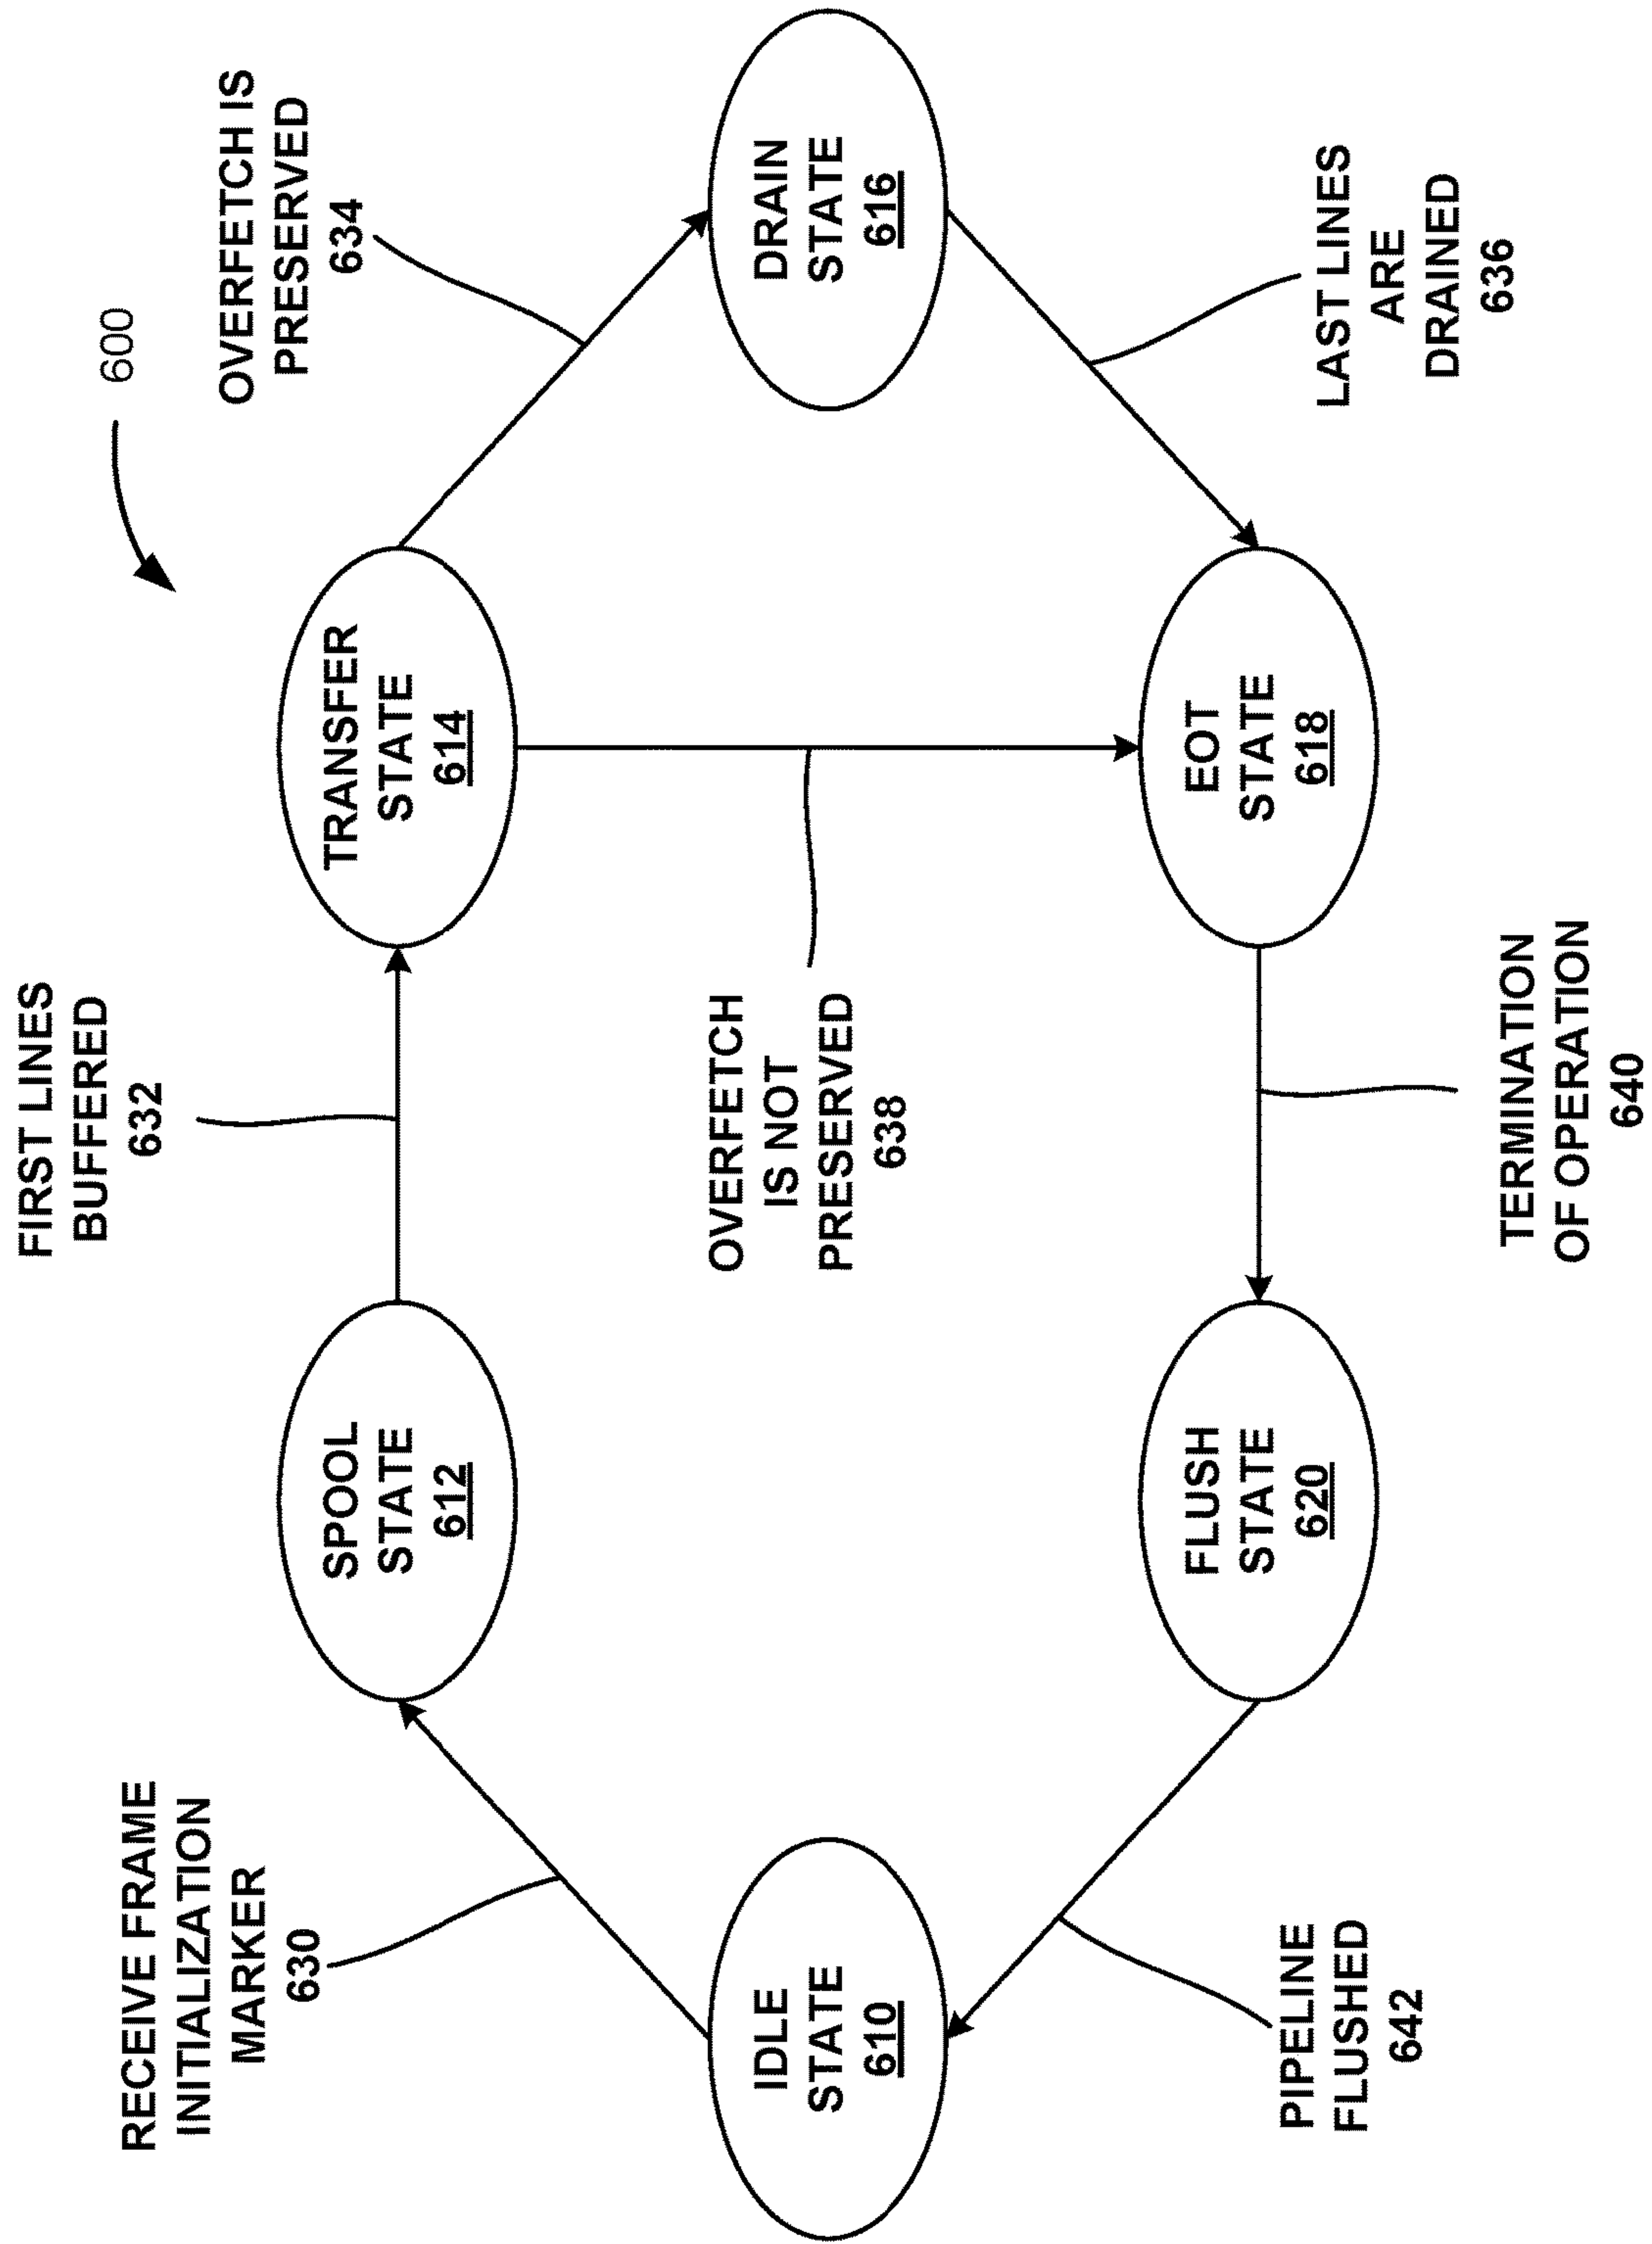 600
RECEIVE FRAME
INITIALIZATION
MARKER
630
FIRST LINES
BUFFERED
632
OVERFETCH IS
PRESERVED
634
SPOOL
STATE
612
TRANSFER
STATE
614
IDLE
STATE
610
OVERFETCH
IS NOT
PRESERVED
638
DRAIN
STATE
616
FLUSH
STATE
620
EOT
STATE
618
PIPELINE
FLUSHED
642
TERMINATION
OF OPERATION
640
LAST LINES
ARE
DRAINED
636